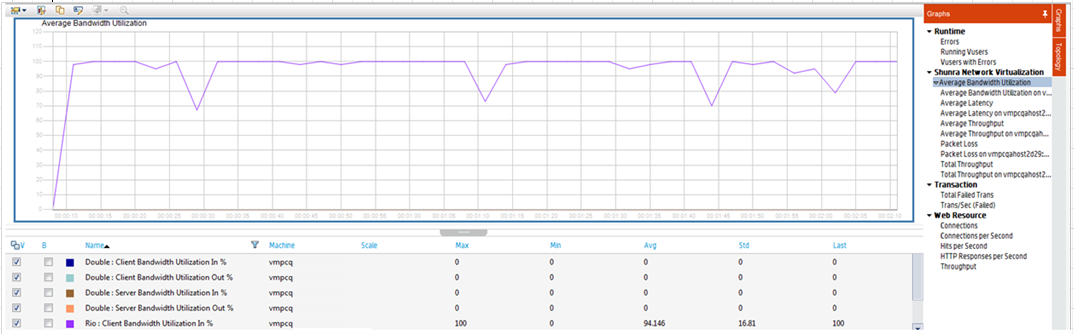 Average Bandwidth Utilization
120
100
90
80
70
60
50
40
30
20
10
0
00:00:10 00:00:15 00:00:20 00:00:25 00:00:30 00:00:35 00:00:40 00:00:45 00:00:50 00:00:55 00:01:00 00:01:05 00:01:10 00:01:15 00:01:20 00:01:25 00:01:30 00:01:35 00:01:40 00:01:45 00:01:50 00:01:55 00:02:00 00:02:05 00:02:10
V B Name Machine Scale Max Min Avg Std Last
Double : Client Bandwidth Utilization In % vmpcq 0 0 0 0 0
Double : Client Bandwidth Utilization Out % vmpcq 0 0 0 0 0
Double : Server Bandwidth Utilization In % vmpcq 0 0 0 0 0
Double : Server Bandwidth Utilization Out % vmpcq 0 0 0 0 0
Rio : Client Bandwidth Utilization In % vmpcq 100 0 94.146 16.81 100
Graphs
Runtime
Errors
Running Vusers
Vusers with Errors
Shunra Network Virtualization
Average Bandwidth Utilization
Average Bandwidth Utilization on v...
Average Latency
Average Latency on vmpcqahost2...
Average Throughput
Average Throughput on vmpcqah...
Packet Loss
Packet Loss on vmpcqahost2d29:...
Total Throughput
Total Throughput on vmpcqahost2...
Transaction
Total Failed Trans
Trans/Sec (Failed)
Web Resource
Connections
Connections per Second
Hits per Second
HTTP Responses per Second
Throughput
Graphs
Topology